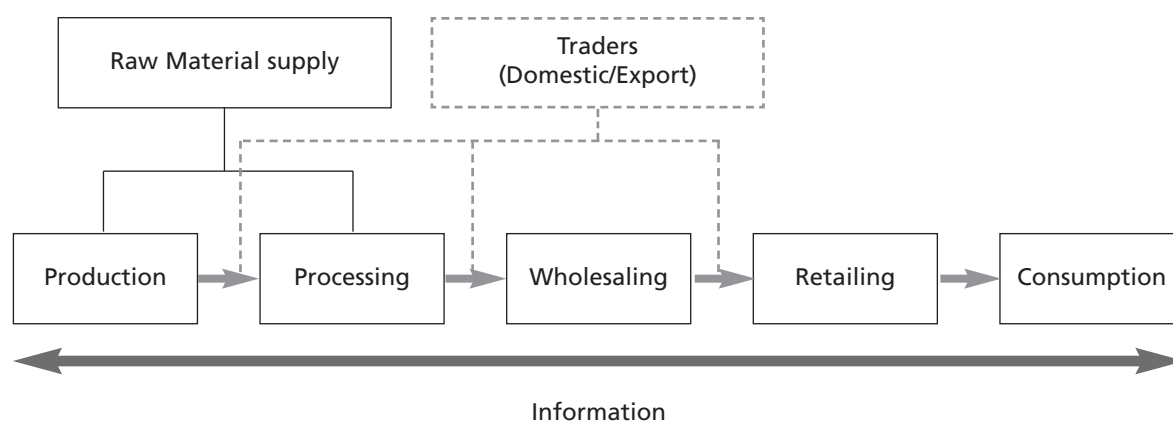 Raw Material supply
Traders
(Domestic/Export)
Production
Processing
Wholesaling
Retailing
Consumption
Information